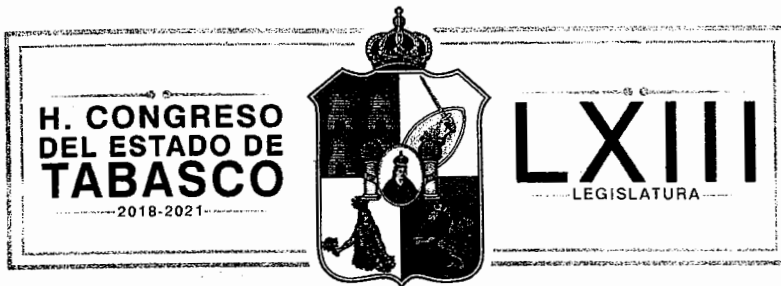 H. CONGRESO
DEL ESTADO DE
TABASCO
2018-2021
LXIII
LEGISLATURA